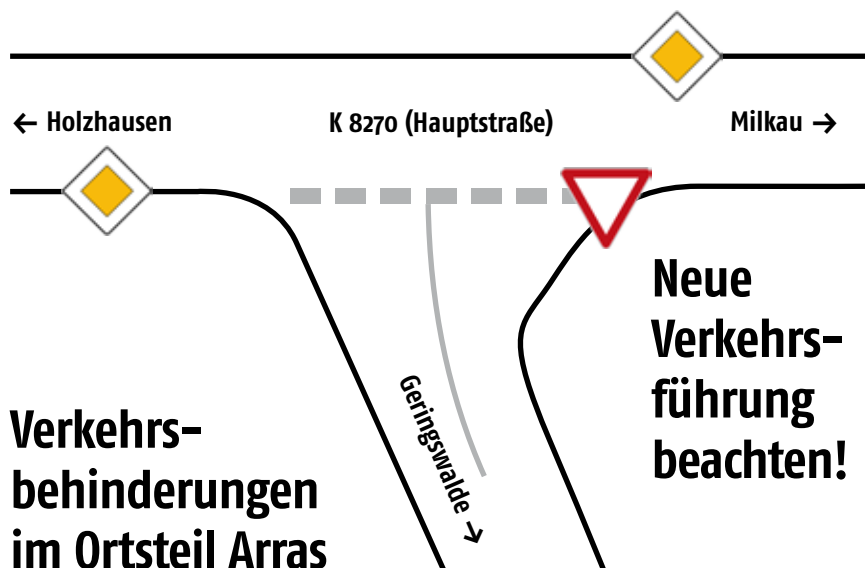 ← Holzhausen
K 8270 (Hauptstraße)
Milkau →
Neue
Verkehrs-
führung
beachten!
Geringswalde →
Verkehrs-
behinderungen
im Ortsteil Arras